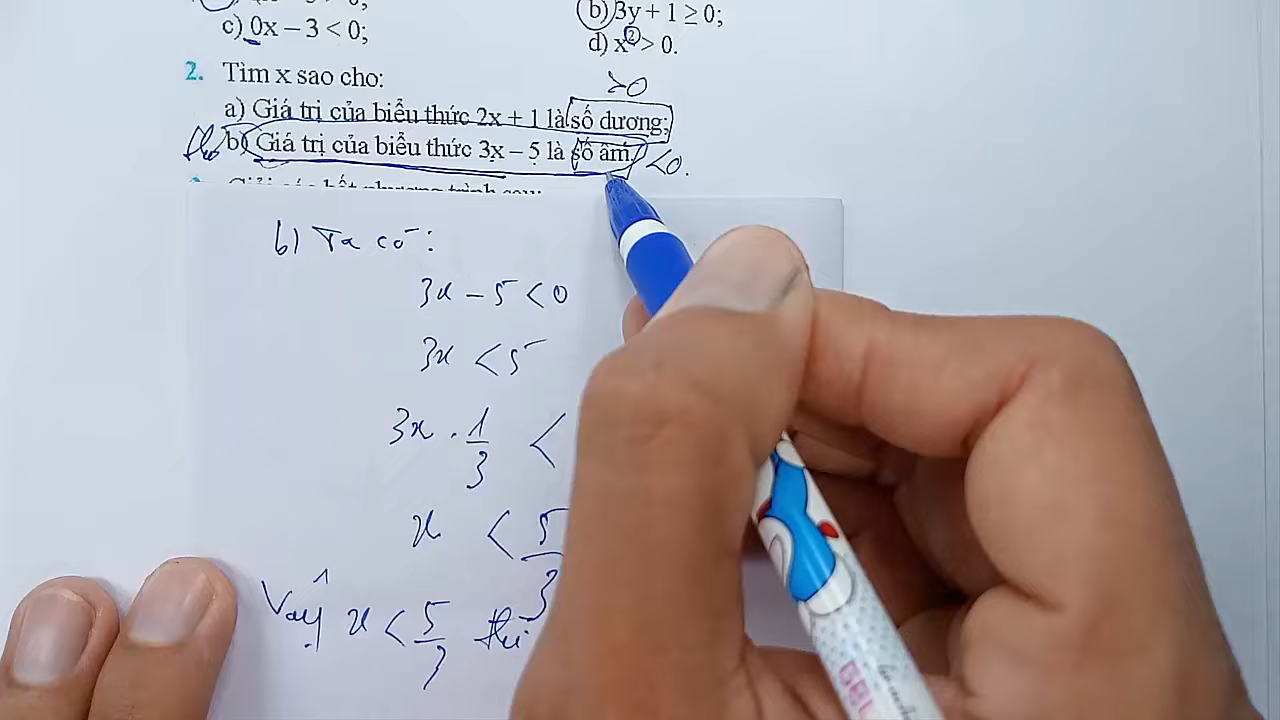 b) 3y + 1 ≥ 0;
c) 0x – 3 < 0;
d) x² > 0.
2. Tìm x sao cho:
>0
a) Giá trị của biểu thức 2x + 1 là số dương;
b) Giá trị của biểu thức 3x – 5 là số âm. <0.
b) Ta có:
3x – 5 < 0
3x < 5
3x . 1/3 <
x < 5/3
Vậy x < 5/3 thì
GEL